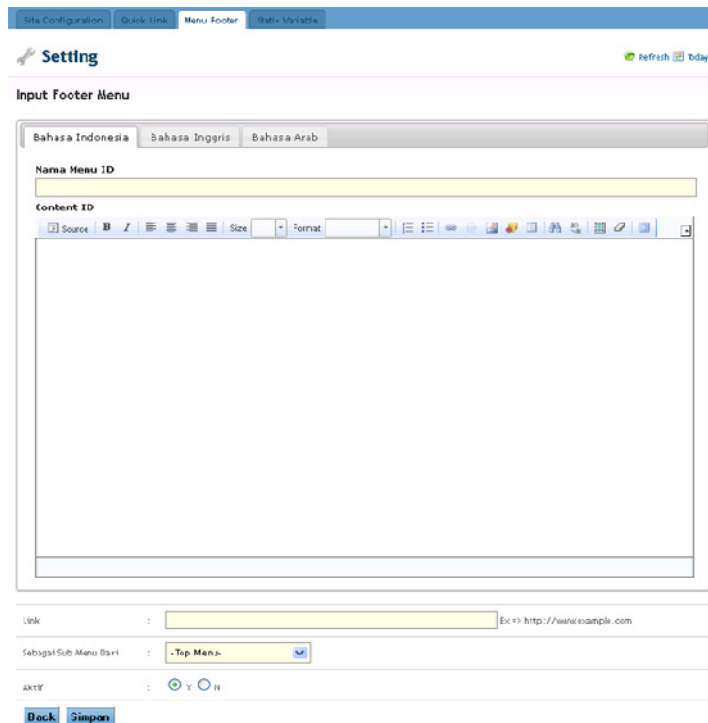 Site Configuration Quick Link Menu Footer Static Variable
Setting
Refresh Today
Input Footer Menu
Bahasa Indonesia Bahasa Inggris Bahasa Arab
Nama Menu ID
Content ID
Source B I Size Format
Link : Ex => http://www.example.com
Sebagai Sub Menu Dari : -Top Menu-
Aktif : Y N
Back Simpan